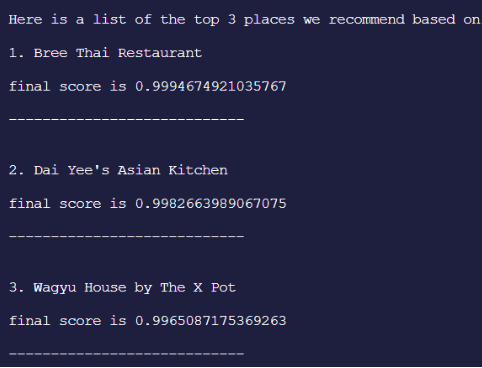 Here is a list of the top 3 places we recommend based on
1. Bree Thai Restaurant
final score is 0.9994674921035767
----------------------------
2. Dai Yee's Asian Kitchen
final score is 0.9982663989067075
----------------------------
3. Wagyu House by The X Pot
final score is 0.9965087175369263
----------------------------